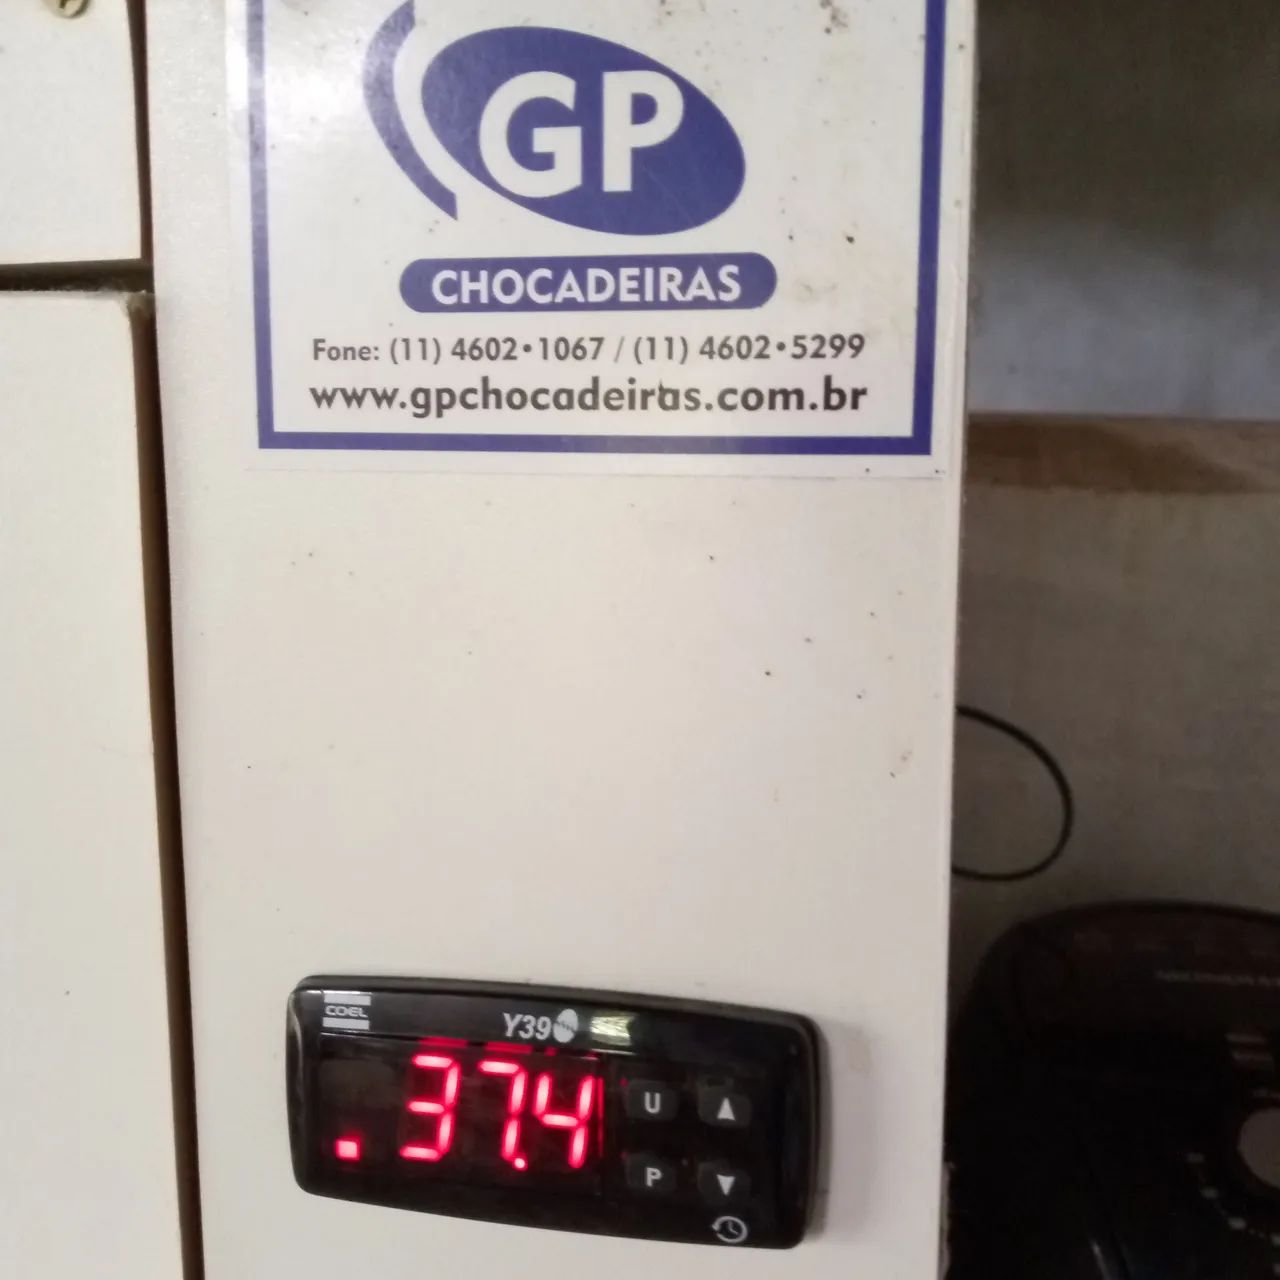 GP
CHOCADEIRAS
Fone: (11) 4602•1067 / (11) 4602•5299
www.gpchocadeiras.com.br
COEL
Y39
.37.4
U
P